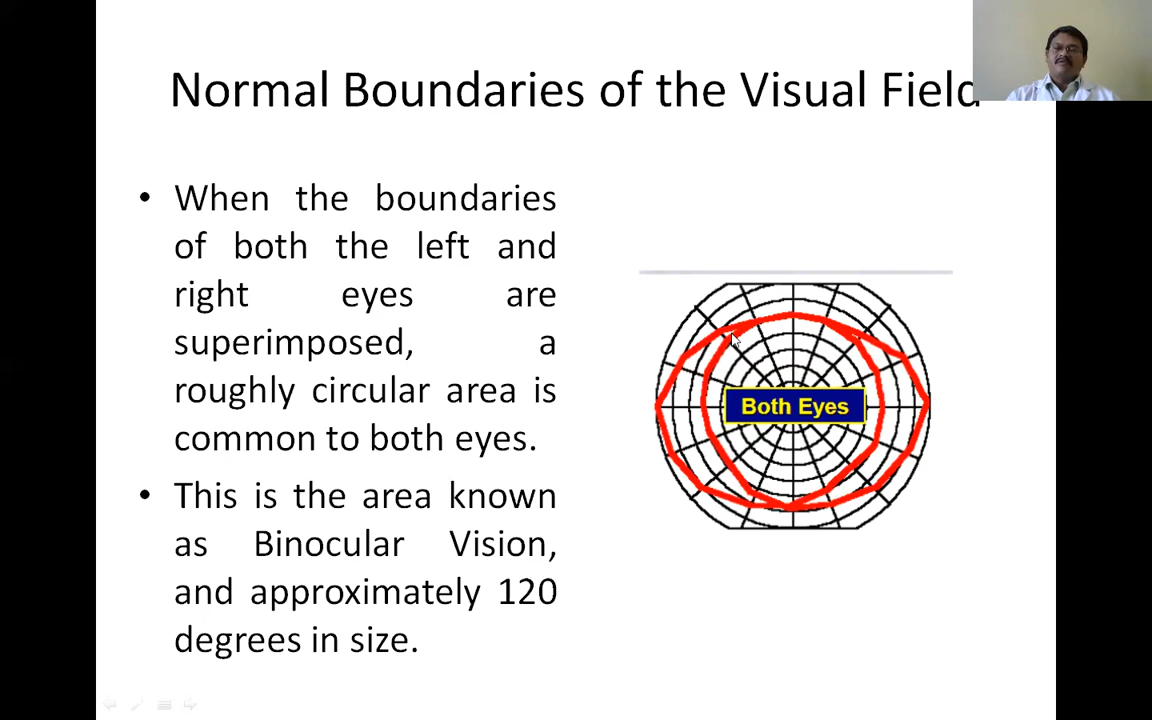 Normal Boundaries of the Visual Field
• When the boundaries
of both the left and
right eyes are
superimposed, a
roughly circular area is
common to both eyes.
• This is the area known
as Binocular Vision,
and approximately 120
degrees in size.
Both Eyes